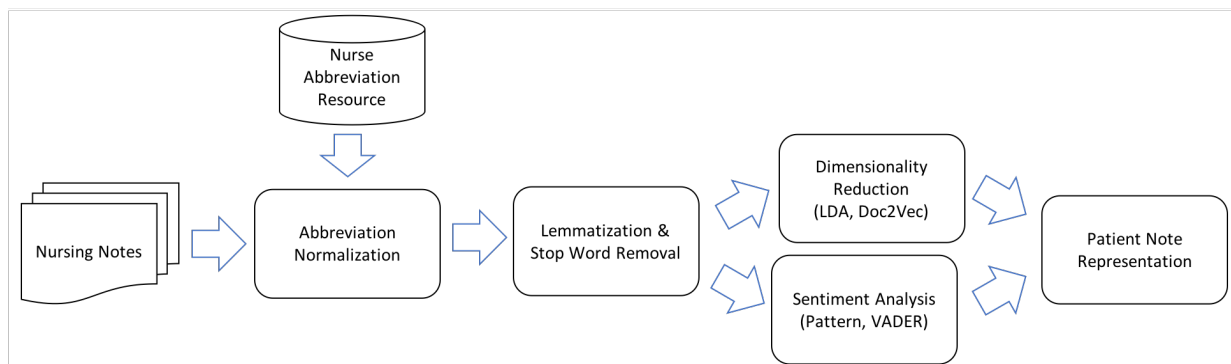 Nurse
Abbreviation
Resource
Nursing Notes
Abbreviation
Normalization
Lemmatization &
Stop Word Removal
Dimensionality
Reduction
(LDA, Doc2Vec)
Sentiment Analysis
(Pattern, VADER)
Patient Note
Representation